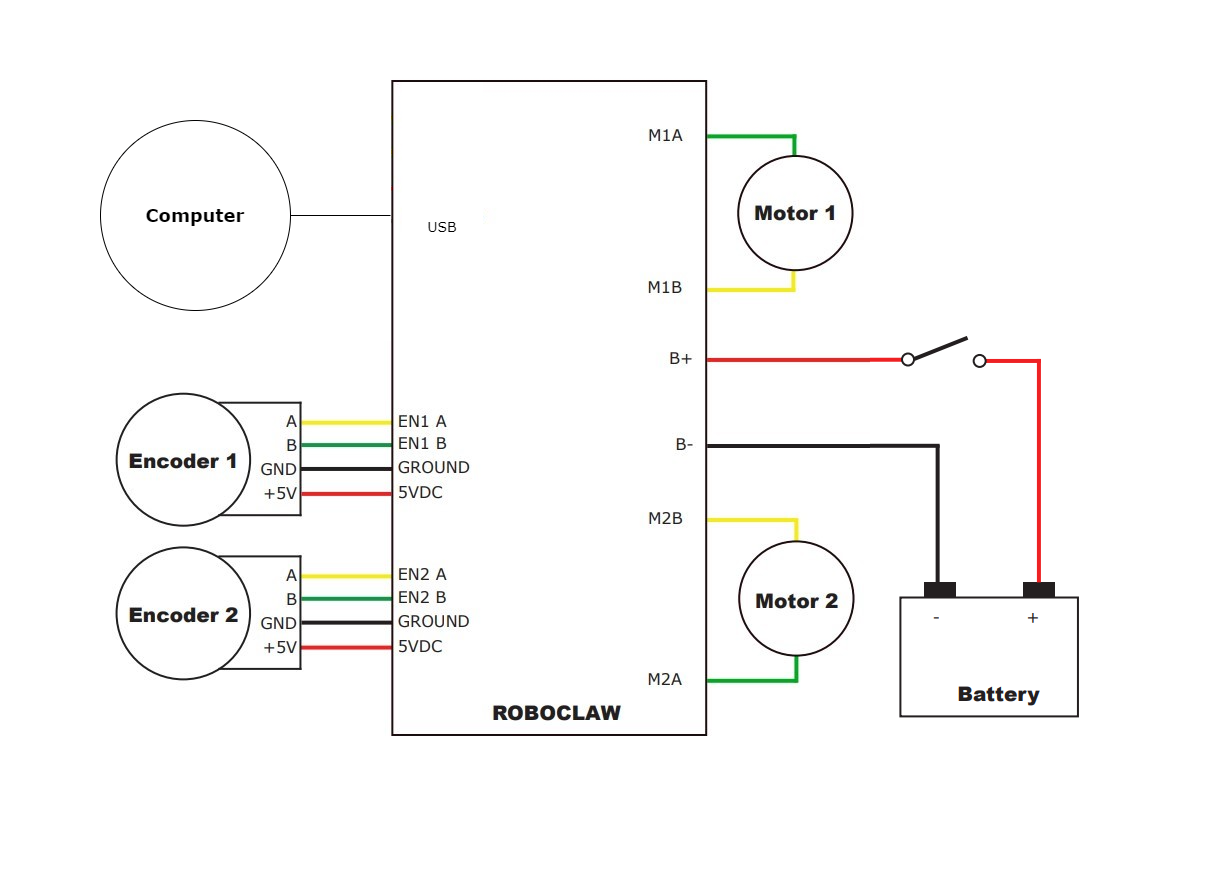 Computer
USB
M1A
Motor 1
M1B
B+
B-
A EN1 A
B EN1 B
Encoder 1
GND GROUND
+5V 5VDC
A EN2 A
B EN2 B
Encoder 2
GND GROUND
+5V 5VDC
M2B
Motor 2
M2A
- +
Battery
ROBOCLAW